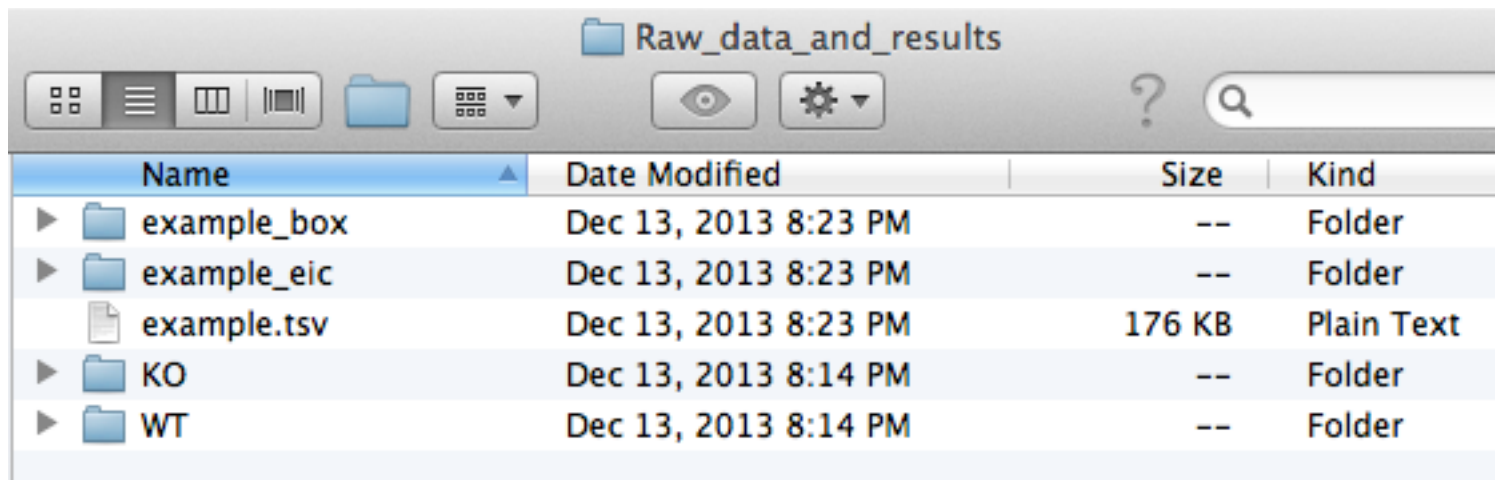 Raw_data_and_results
Name Date Modified Size Kind
example_box Dec 13, 2013 8:23 PM -- Folder
example_eic Dec 13, 2013 8:23 PM -- Folder
example.tsv Dec 13, 2013 8:23 PM 176 KB Plain Text
KO Dec 13, 2013 8:14 PM -- Folder
WT Dec 13, 2013 8:14 PM -- Folder